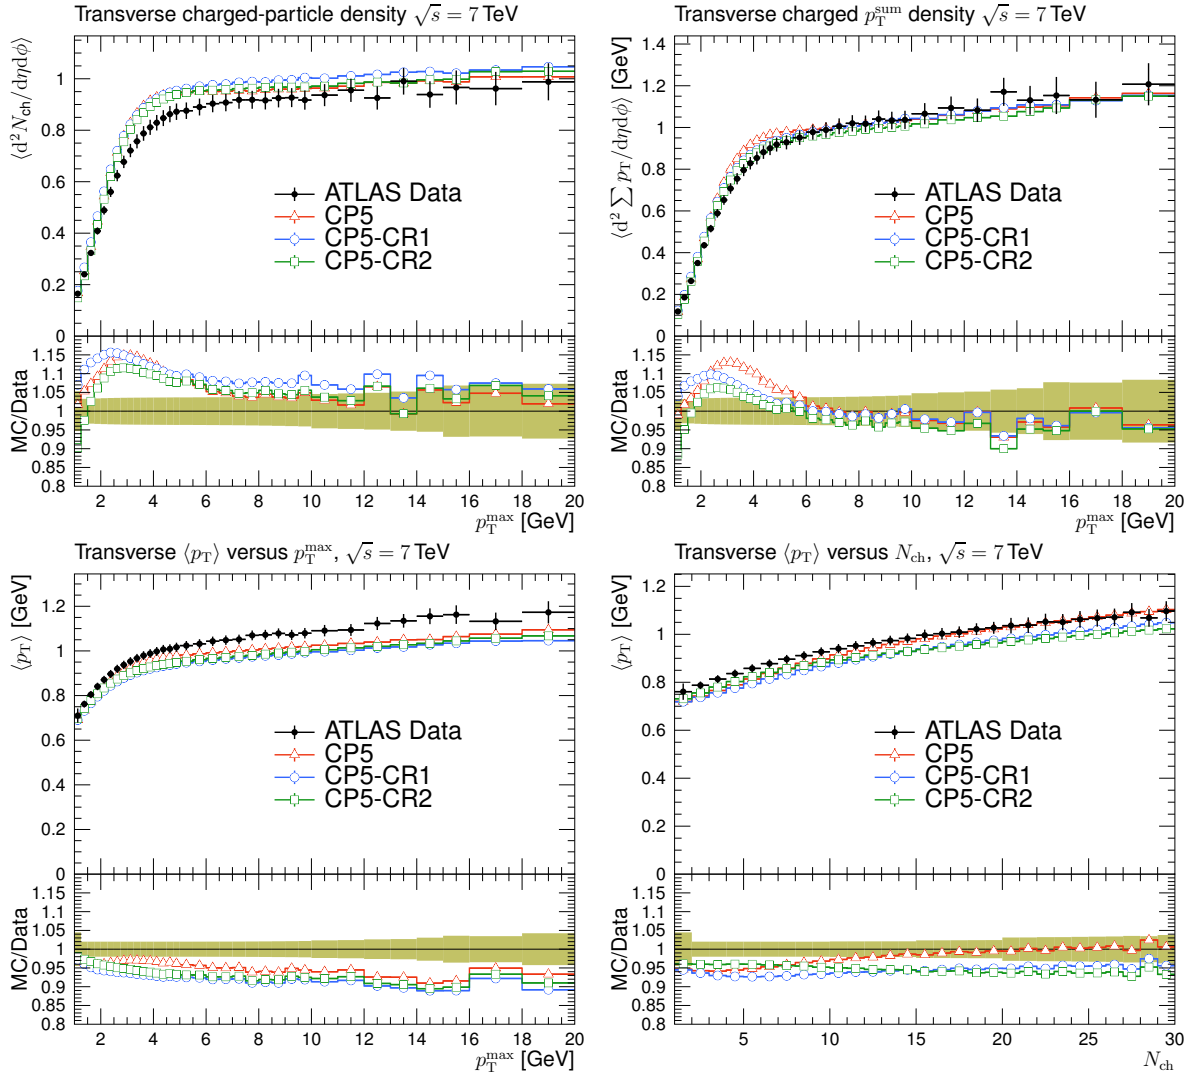 Transverse charged-particle density √s = 7 TeV
⟨d²N_ch/dηdϕ⟩
1
0.8
0.6
0.4
0.2
0
ATLAS Data
CP5
CP5-CR1
CP5-CR2
MC/Data
1.15
1.1
1.05
1
0.95
0.9
0.85
0.8
2 4 6 8 10 12 14 16 18 20
p_T^max [GeV]
Transverse charged p_T^sum density √s = 7 TeV
⟨d² ∑ p_T/dηdϕ⟩ [GeV]
1.4
1.2
1
0.8
0.6
0.4
0.2
0
ATLAS Data
CP5
CP5-CR1
CP5-CR2
MC/Data
1.15
1.1
1.05
1
0.95
0.9
0.85
0.8
2 4 6 8 10 12 14 16 18 20
p_T^max [GeV]
Transverse ⟨p_T⟩ versus p_T^max, √s = 7 TeV
⟨p_T⟩ [GeV]
1.2
1
0.8
0.6
0.4
0.2
0
ATLAS Data
CP5
CP5-CR1
CP5-CR2
MC/Data
1.15
1.1
1.05
1
0.95
0.9
0.85
0.8
2 4 6 8 10 12 14 16 18 20
p_T^max [GeV]
Transverse ⟨p_T⟩ versus N_ch, √s = 7 TeV
⟨p_T⟩ [GeV]
1.2
1
0.8
0.6
0.4
0.2
0
ATLAS Data
CP5
CP5-CR1
CP5-CR2
MC/Data
1.15
1.1
1.05
1
0.95
0.9
0.85
0.8
5 10 15 20 25 30
N_ch